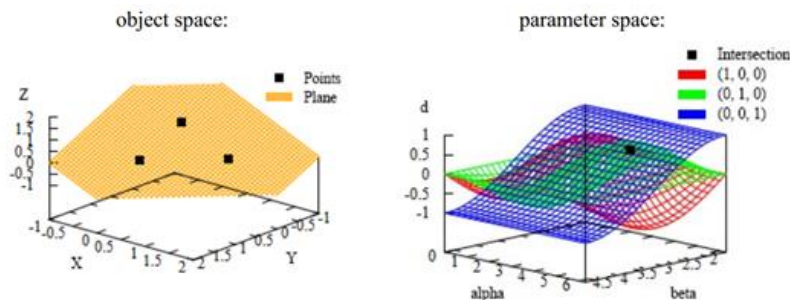 object space:
parameter space:
Points
Plane
Z
2
1.5
1
0.5
0
-0.5
-1
-1
-0.5
0
0.5
1
1.5
2
X
2
1.5
1
0.5
0
-0.5
-1
Y
Intersection
(1, 0, 0)
(0, 1, 0)
(0, 0, 1)
d
1
0.5
0
-0.5
-1
0
1
2
3
4
5
6
alpha
4.5
4
3.5
3
2.5
2
beta